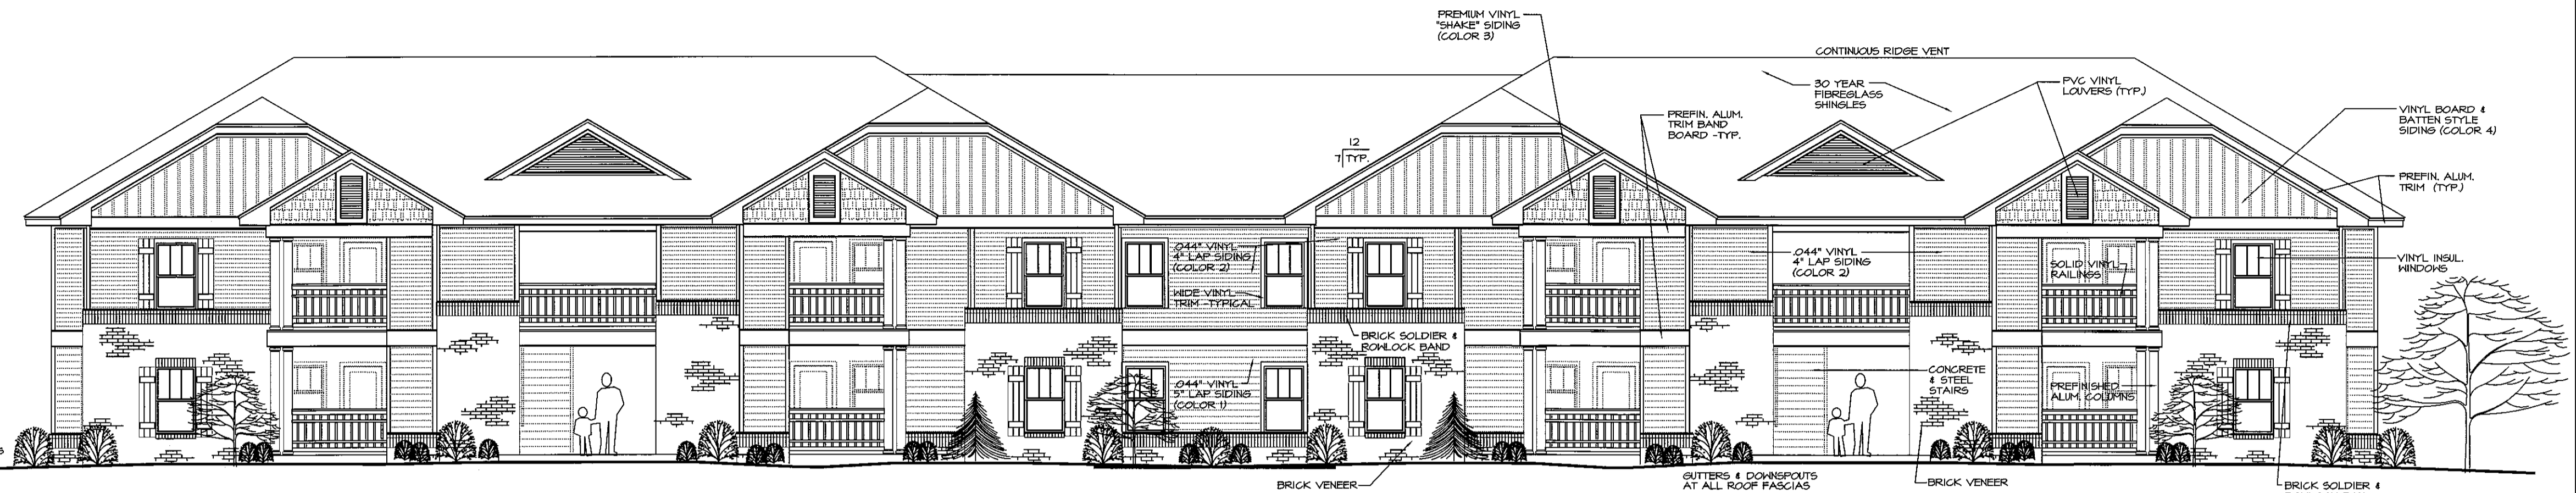 PREMIUM VINYL
"SHAKE" SIDING
(COLOR 3)
CONTINUOUS RIDGE VENT
30 YEAR
FIBREGLASS
SHINGLES
PVC VINYL
LOUVERS (TYP.)
VINYL BOARD &
BATTEN STYLE
SIDING (COLOR 4)
PREFIN. ALUM.
TRIM BAND
BOARD -TYP.
12
7 TYP.
PREFIN. ALUM.
TRIM (TYP.)
.044" VINYL
4" LAP SIDING
(COLOR 2)
.044" VINYL
4" LAP SIDING
(COLOR 2)
SOLID VINYL
RAILINGS
VINYL INSUL.
WINDOWS
WIDE VINYL
TRIM -TYPICAL
BRICK SOLDIER &
ROWLOCK BAND
.044" VINYL
5" LAP SIDING
(COLOR 1)
CONCRETE
& STEEL
STAIRS
PREFINISHED
ALUM. COLUMNS
BRICK VENEER
GUTTERS & DOWNSPOUTS
AT ALL ROOF FASCIAS
BRICK VENEER
BRICK SOLDIER &